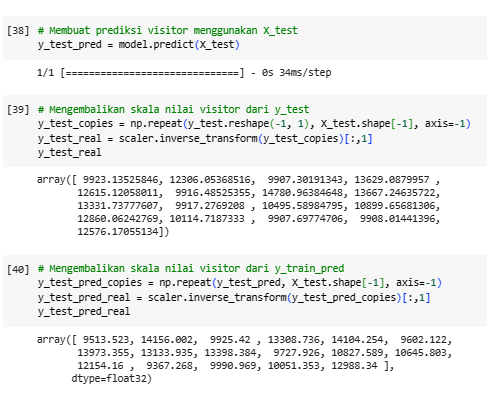 [38] # Membuat prediksi visitor menggunakan X_test
y_test_pred = model.predict(X_test)
1/1 [==============================] - 0s 34ms/step
[39] # Mengembalikan skala nilai visitor dari y_test
y_test_copies = np.repeat(y_test.reshape(-1, 1), X_test.shape[-1], axis=-1)
y_test_real = scaler.inverse_transform(y_test_copies)[:,1]
y_test_real
array([ 9923.13525846, 12306.05368516, 9907.30191343, 13629.0879957 ,
12615.12058011, 9916.48525355, 14780.96384648, 13667.24635722,
13331.73777607, 9917.2769208 , 10495.58984795, 10899.65681306,
12860.06242769, 10114.7187333 , 9907.69774706, 9908.01441396,
12576.17055134])
[40] # Mengembalikan skala nilai visitor dari y_train_pred
y_test_pred_copies = np.repeat(y_test_pred, X_test.shape[-1], axis=-1)
y_test_pred_real = scaler.inverse_transform(y_test_pred_copies)[:,1]
y_test_pred_real
array([ 9513.523, 14156.002, 9925.42 , 13308.736, 14104.254, 9602.122,
13973.355, 13133.935, 13398.384, 9727.926, 10827.589, 10645.803,
12154.16 , 9367.268, 9990.969, 10051.353, 12988.34 ],
dtype=float32)